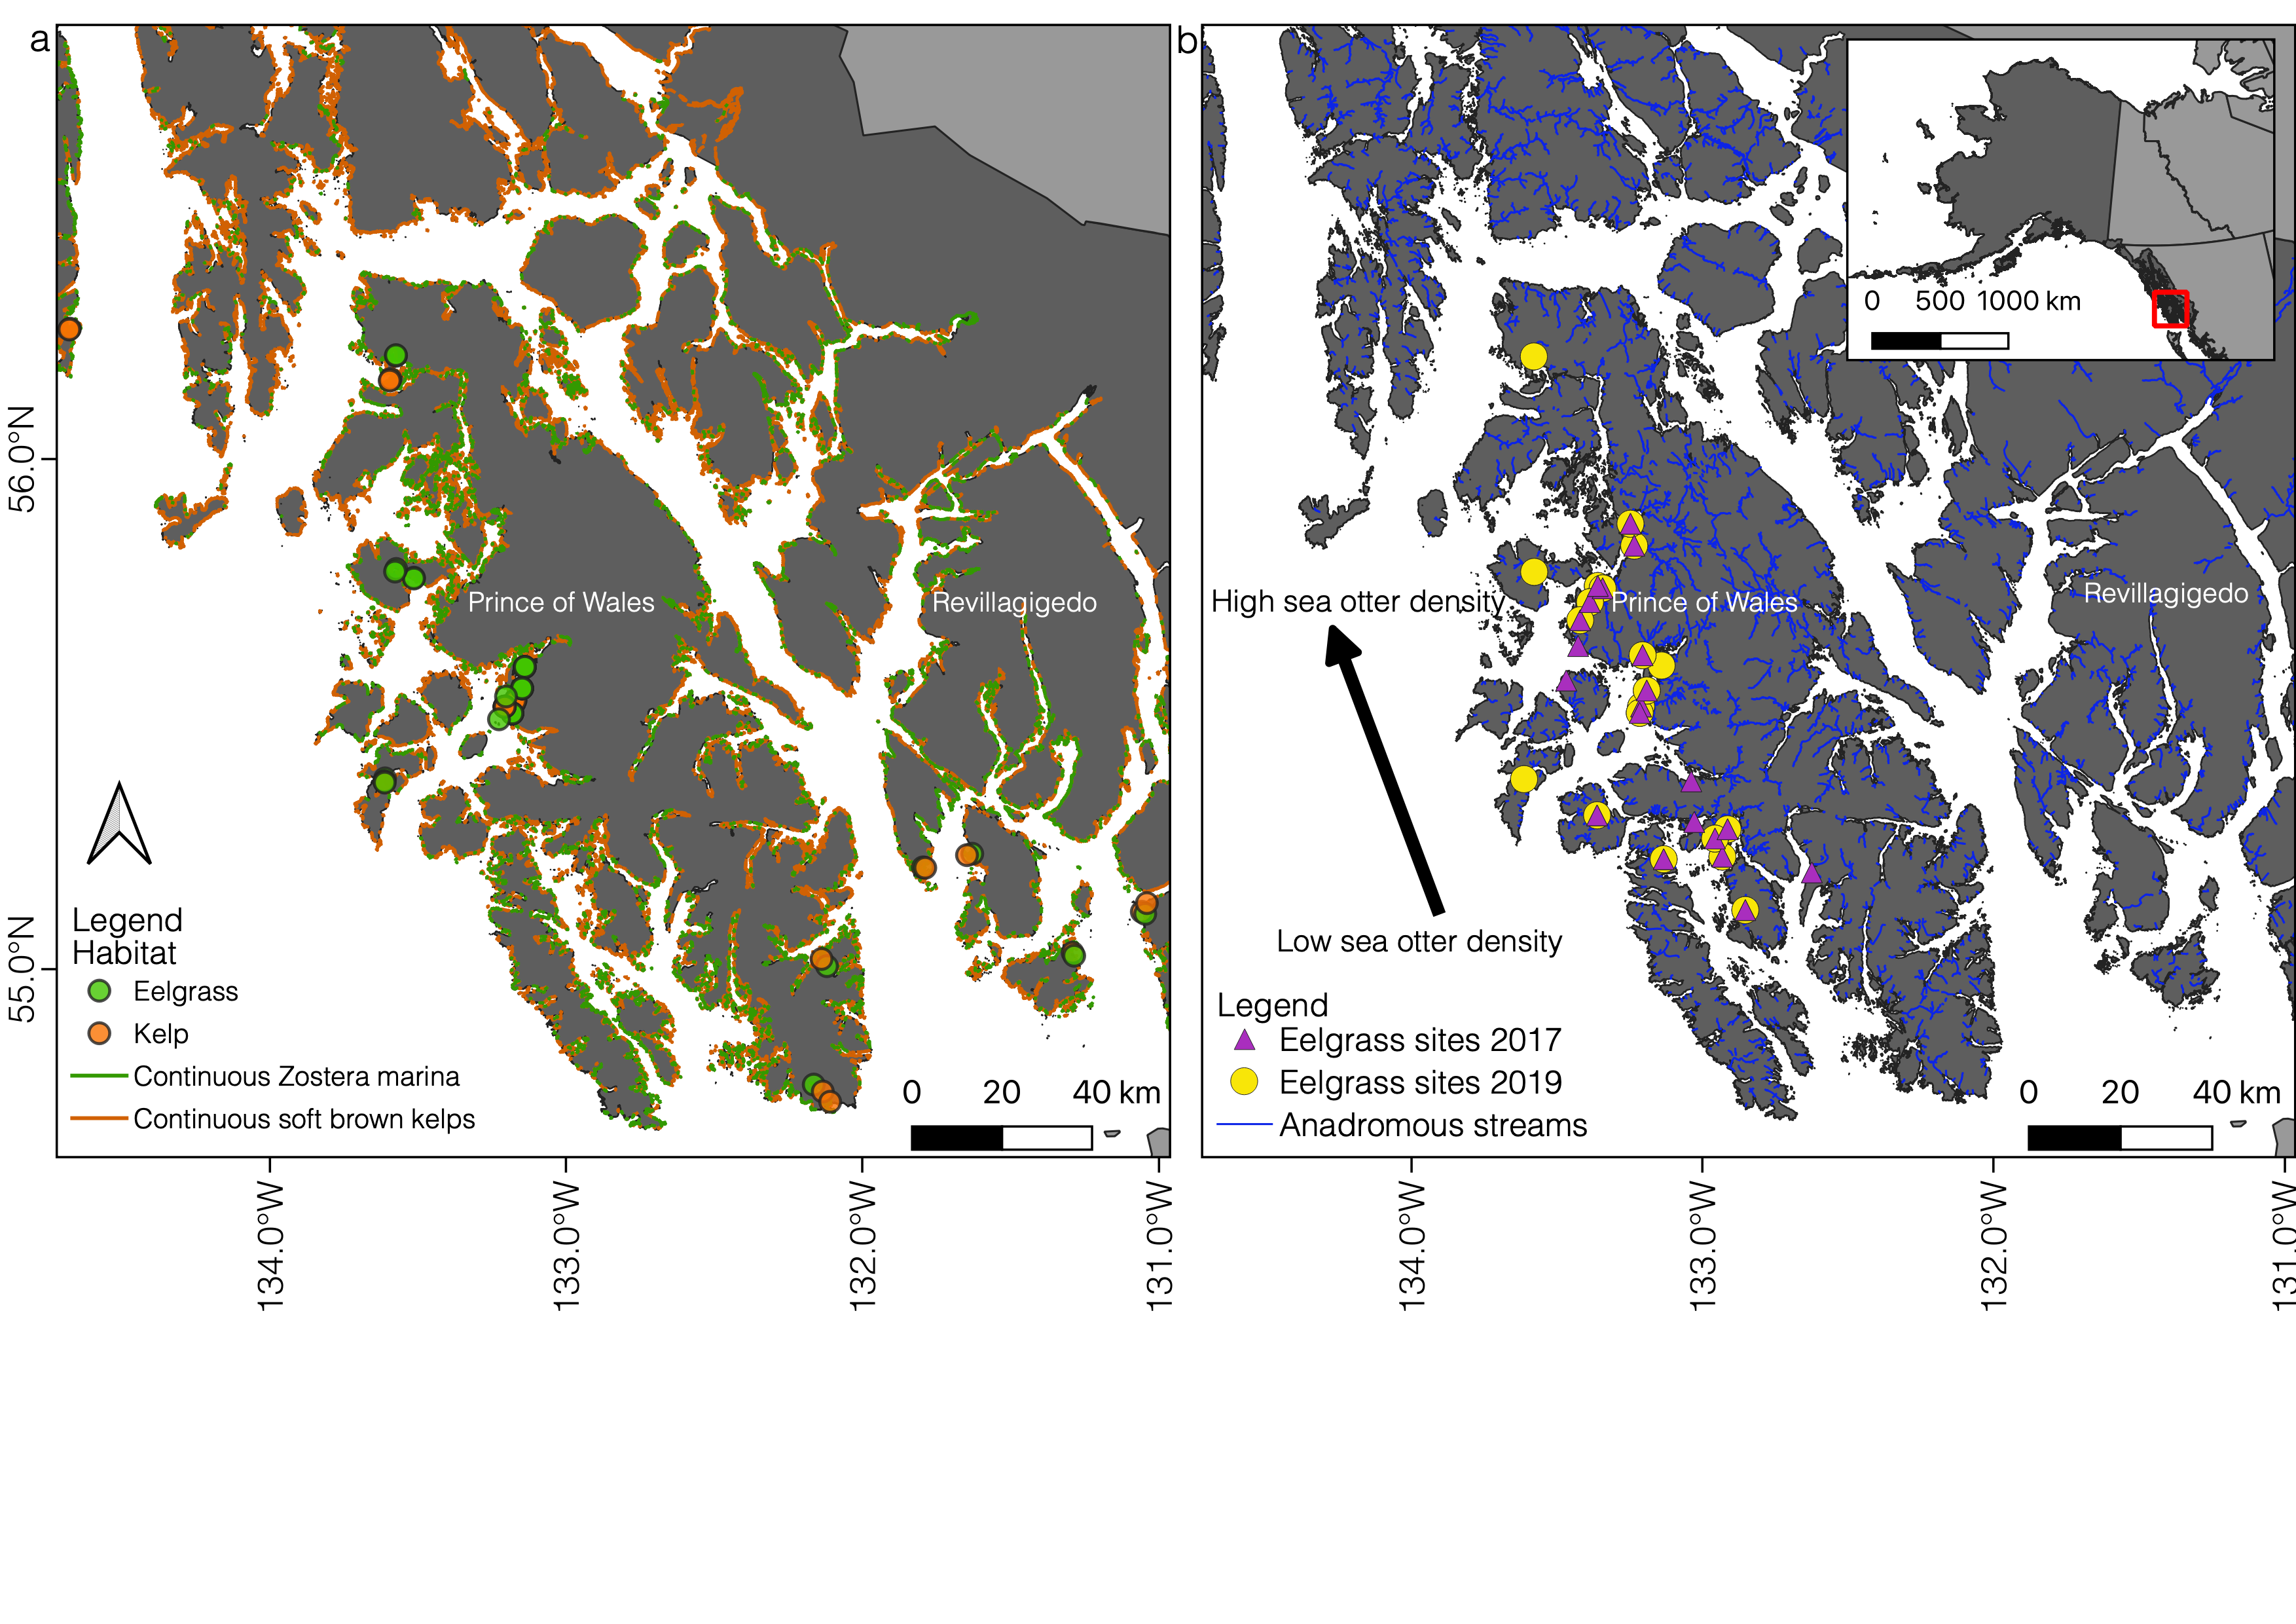 a
56.0°N
55.0°N
Prince of Wales
Revillagigedo
Legend
Habitat
Eelgrass
Kelp
Continuous Zostera marina
Continuous soft brown kelps
0 20 40 km
134.0°W 133.0°W 132.0°W 131.0°W
b
0 500 1000 km
High sea otter density
Prince of Wales
Revillagigedo
Low sea otter density
Legend
Eelgrass sites 2017
Eelgrass sites 2019
Anadromous streams
0 20 40 km
134.0°W 133.0°W 132.0°W 131.0°W